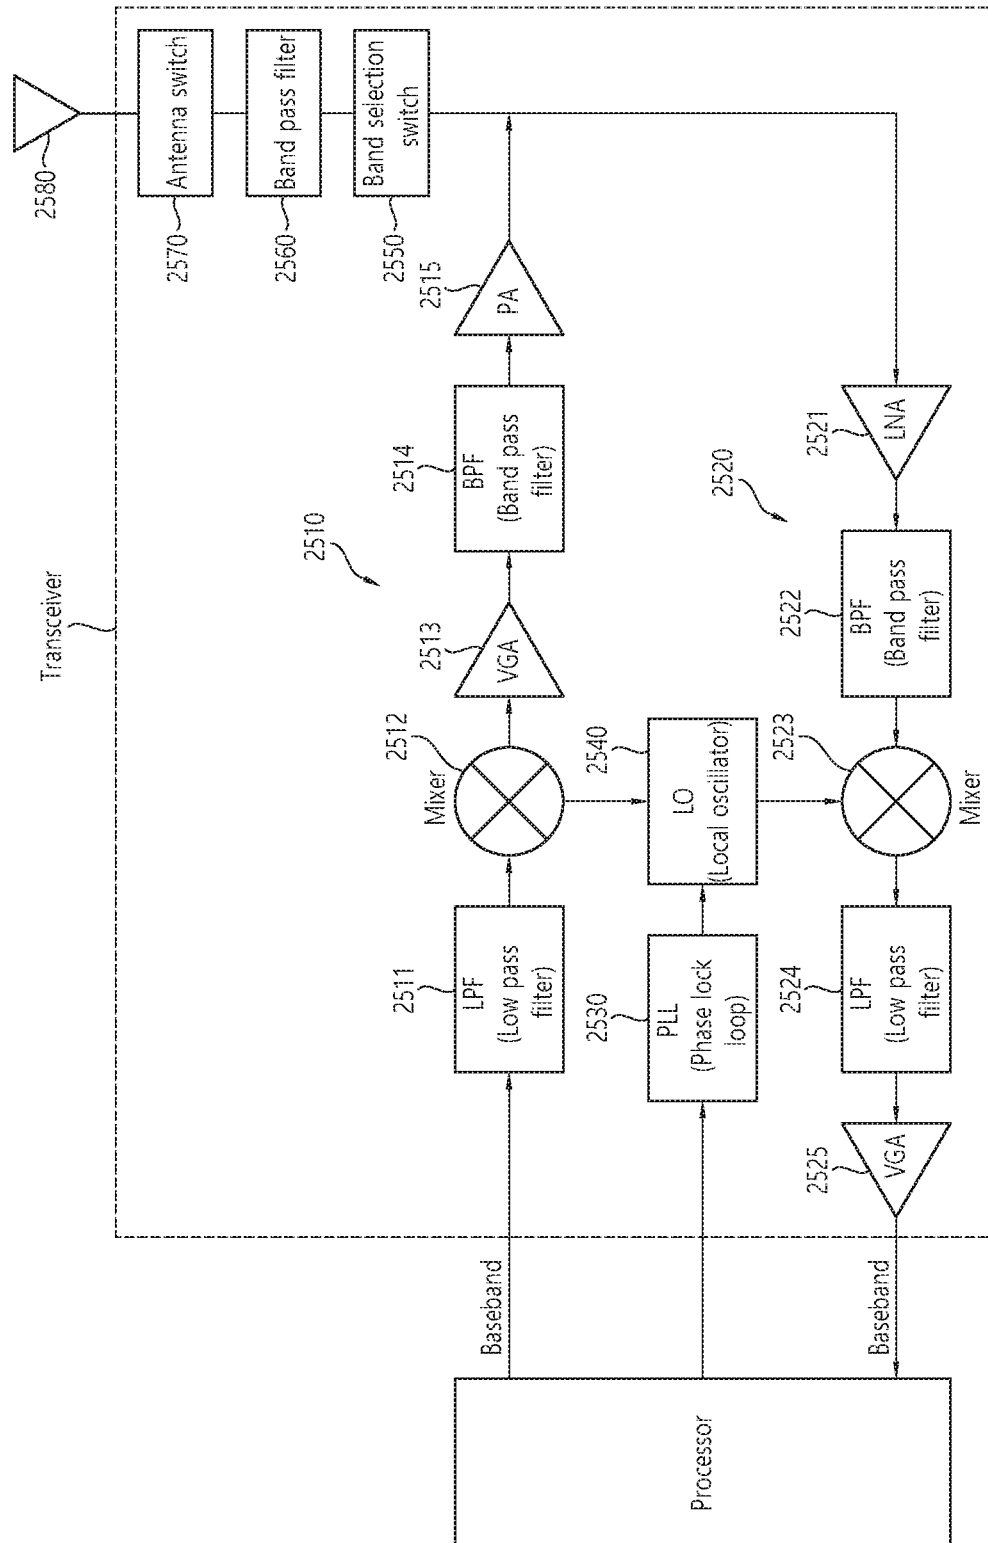 Transceiver
2580
Antenna switch
2570
Band pass filter
2560
Band selection
switch
2550
2510
LPF
(Low pass
filter)
2511
Mixer
2512
VGA
2513
BPF
(Band pass
filter)
2514
PA
2515
PLL
(Phase lock
loop)
2530
LO
(Local oscillator)
2540
2520
LNA
2521
BPF
(Band pass
filter)
2522
Mixer
2523
LPF
(Low pass
filter)
2524
VGA
2525
Baseband
Baseband
Processor